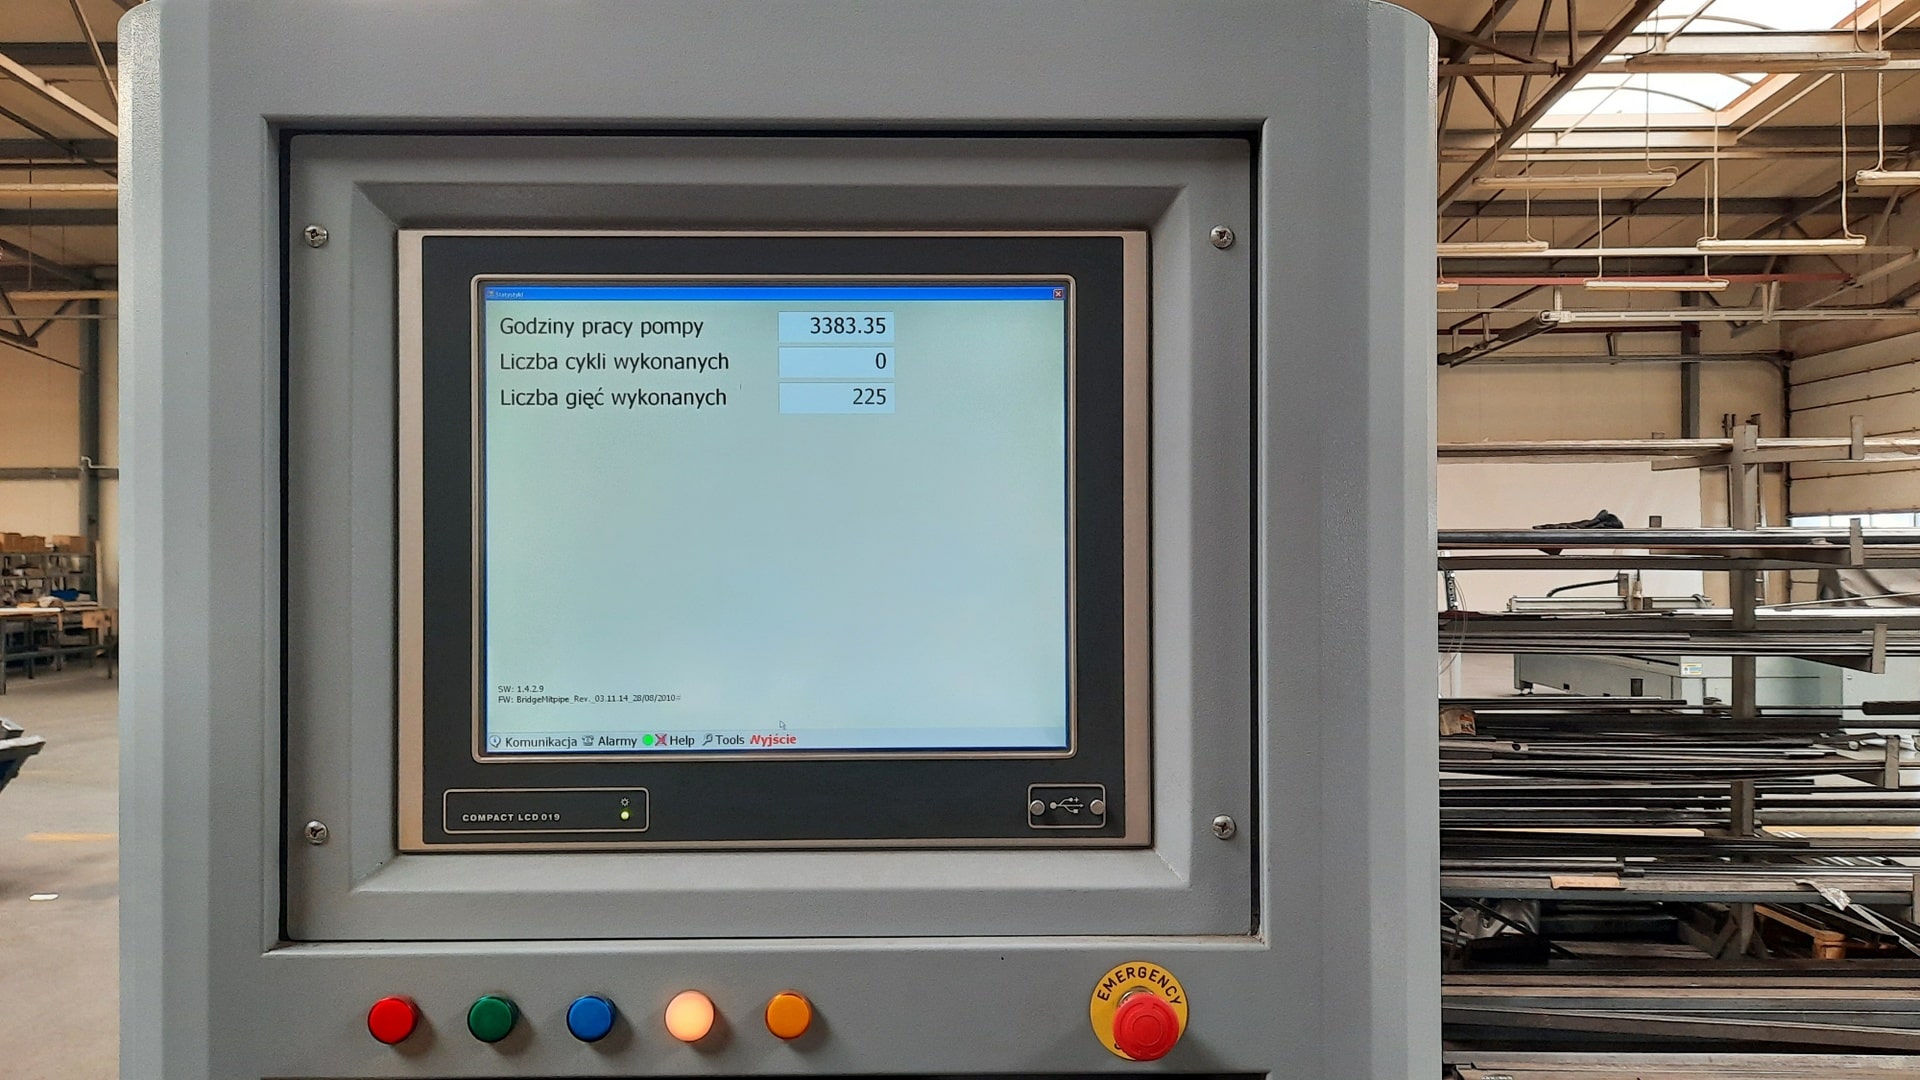 Statystyki
Godziny pracy pompy 3383.35
Liczba cykli wykonanych 0
Liczba gięć wykonanych 225
SW: 1.4.2.9
FW: BridgeMitpipe_Rev._03.11.14_28/08/2010#
Komunikacja Alarmy Help Tools Wyjście
COMPACT LCD 019
EMERGENCY